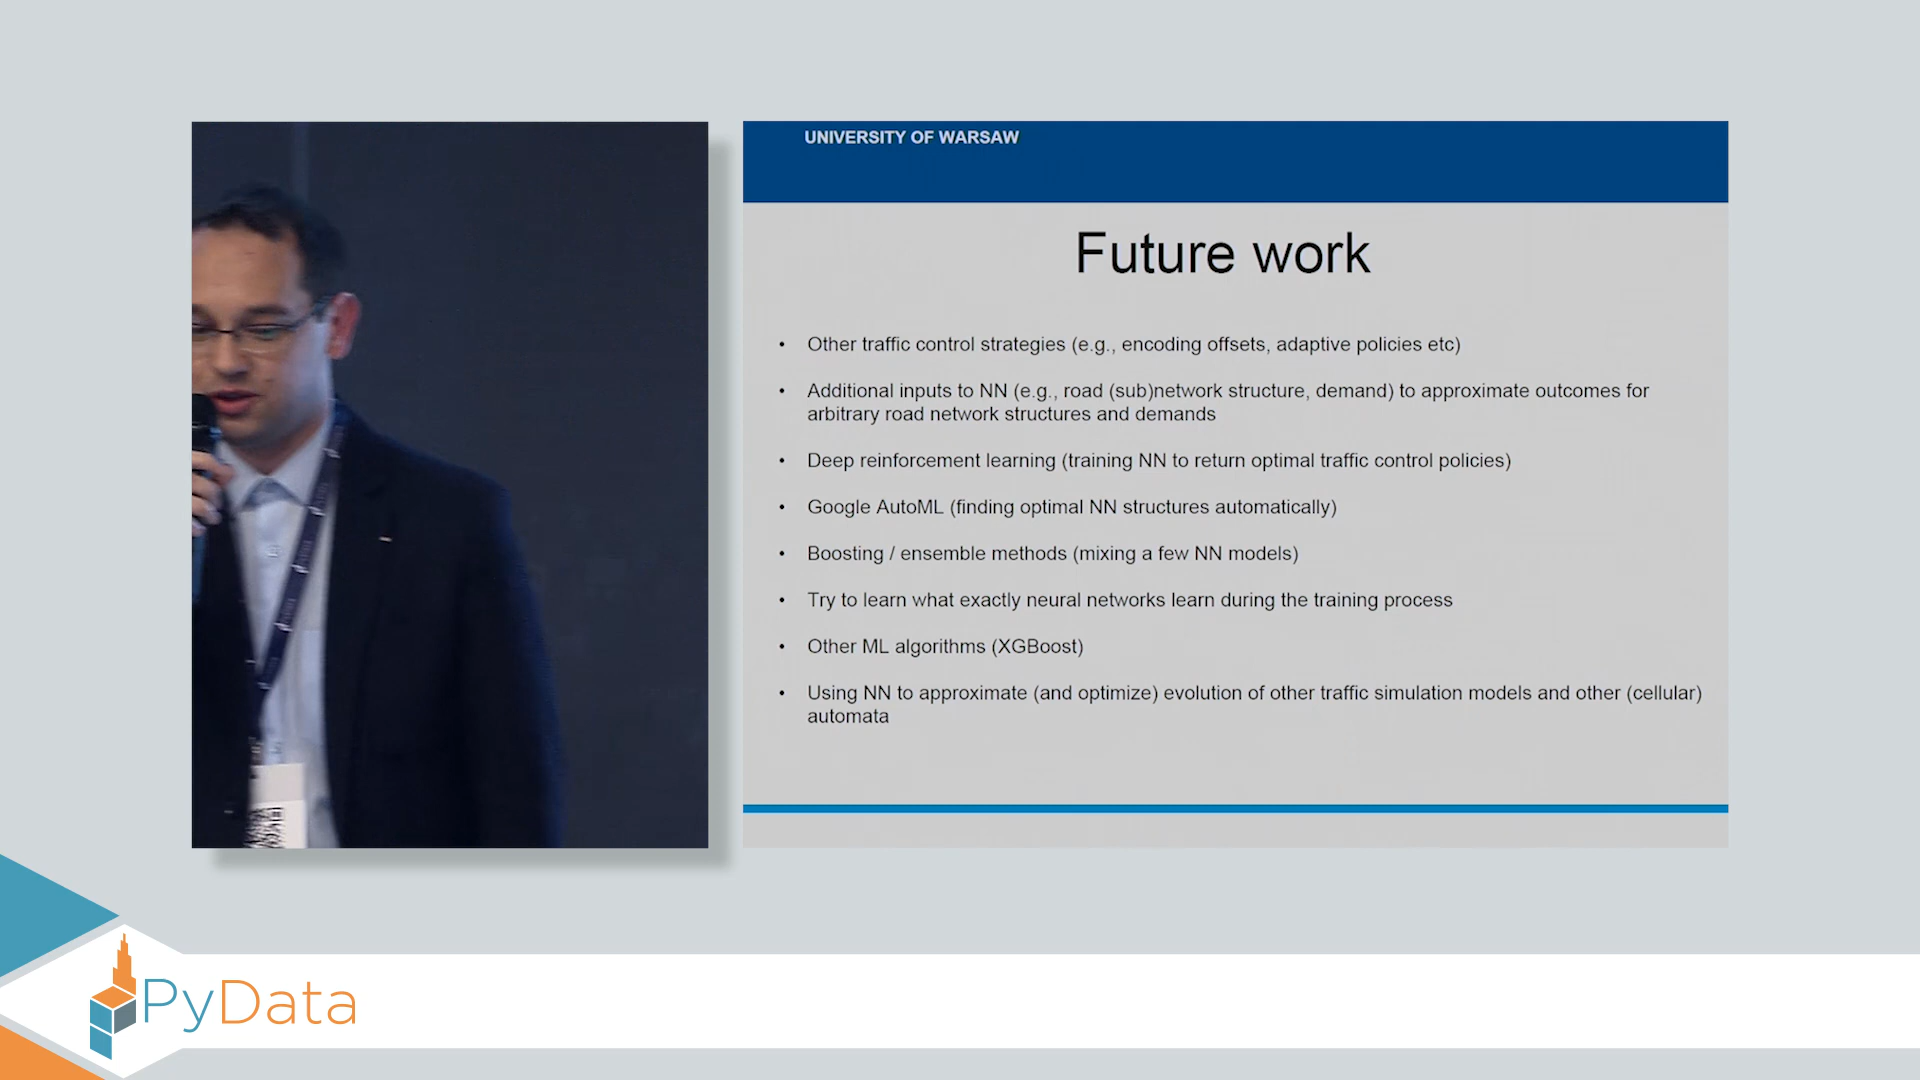 UNIVERSITY OF WARSAW
Future work
• Other traffic control strategies (e.g., encoding offsets, adaptive policies etc)
• Additional inputs to NN (e.g., road (sub)network structure, demand) to approximate outcomes for
arbitrary road network structures and demands
• Deep reinforcement learning (training NN to return optimal traffic control policies)
• Google AutoML (finding optimal NN structures automatically)
• Boosting / ensemble methods (mixing a few NN models)
• Try to learn what exactly neural networks learn during the training process
• Other ML algorithms (XGBoost)
• Using NN to approximate (and optimize) evolution of other traffic simulation models and other (cellular)
automata
PyData